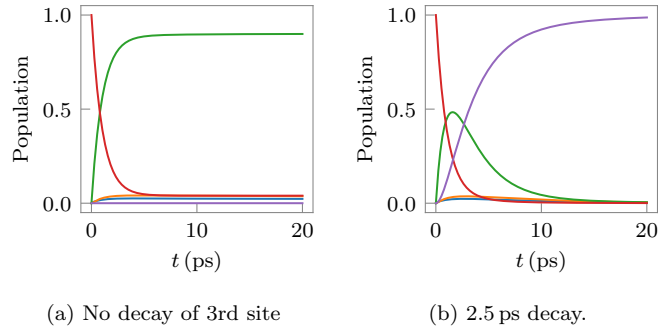 1.0
0.5
0.0
Population
0 10 20
t (ps)
(a) No decay of 3rd site
1.0
0.5
0.0
Population
0 10 20
t (ps)
(b) 2.5 ps decay.